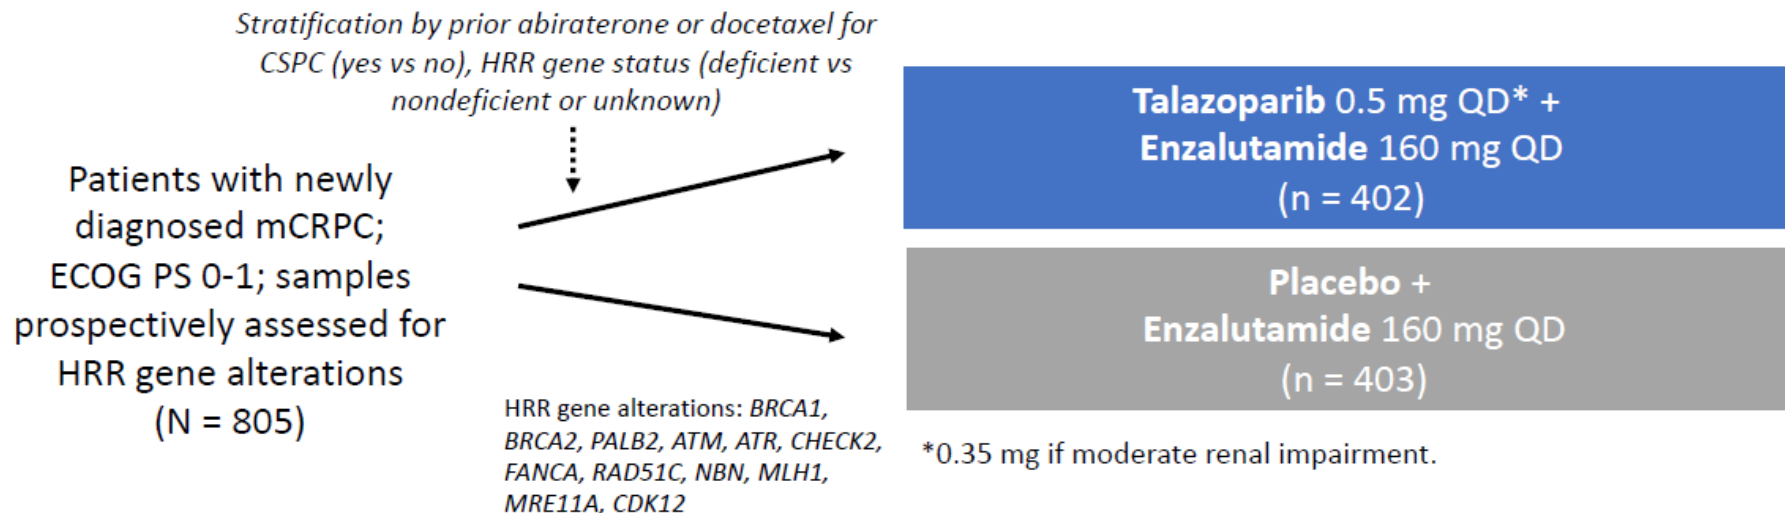 Stratification by prior abiraterone or docetaxel for
CSPC (yes vs no), HRR gene status (deficient vs
nondeficient or unknown)
Patients with newly
diagnosed mCRPC;
ECOG PS 0-1; samples
prospectively assessed for
HRR gene alterations
(N = 805)
Talazoparib 0.5 mg QD* +
Enzalutamide 160 mg QD
(n = 402)
Placebo +
Enzalutamide 160 mg QD
(n = 403)
HRR gene alterations: BRCA1,
BRCA2, PALB2, ATM, ATR, CHECK2,
FANCA, RAD51C, NBN, MLH1,
MRE11A, CDK12
*0.35 mg if moderate renal impairment.